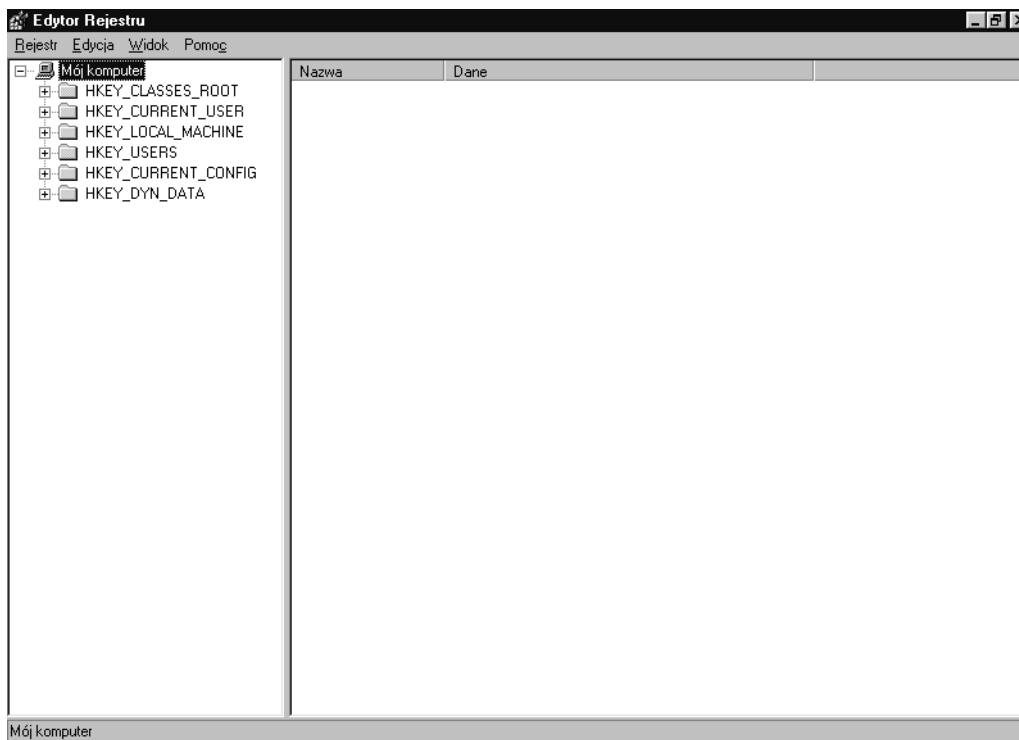 Edytor Rejestru
Rejestr Edycja Widok Pomoc
Mój komputer
HKEY_CLASSES_ROOT
HKEY_CURRENT_USER
HKEY_LOCAL_MACHINE
HKEY_USERS
HKEY_CURRENT_CONFIG
HKEY_DYN_DATA
Nazwa Dane
Mój komputer